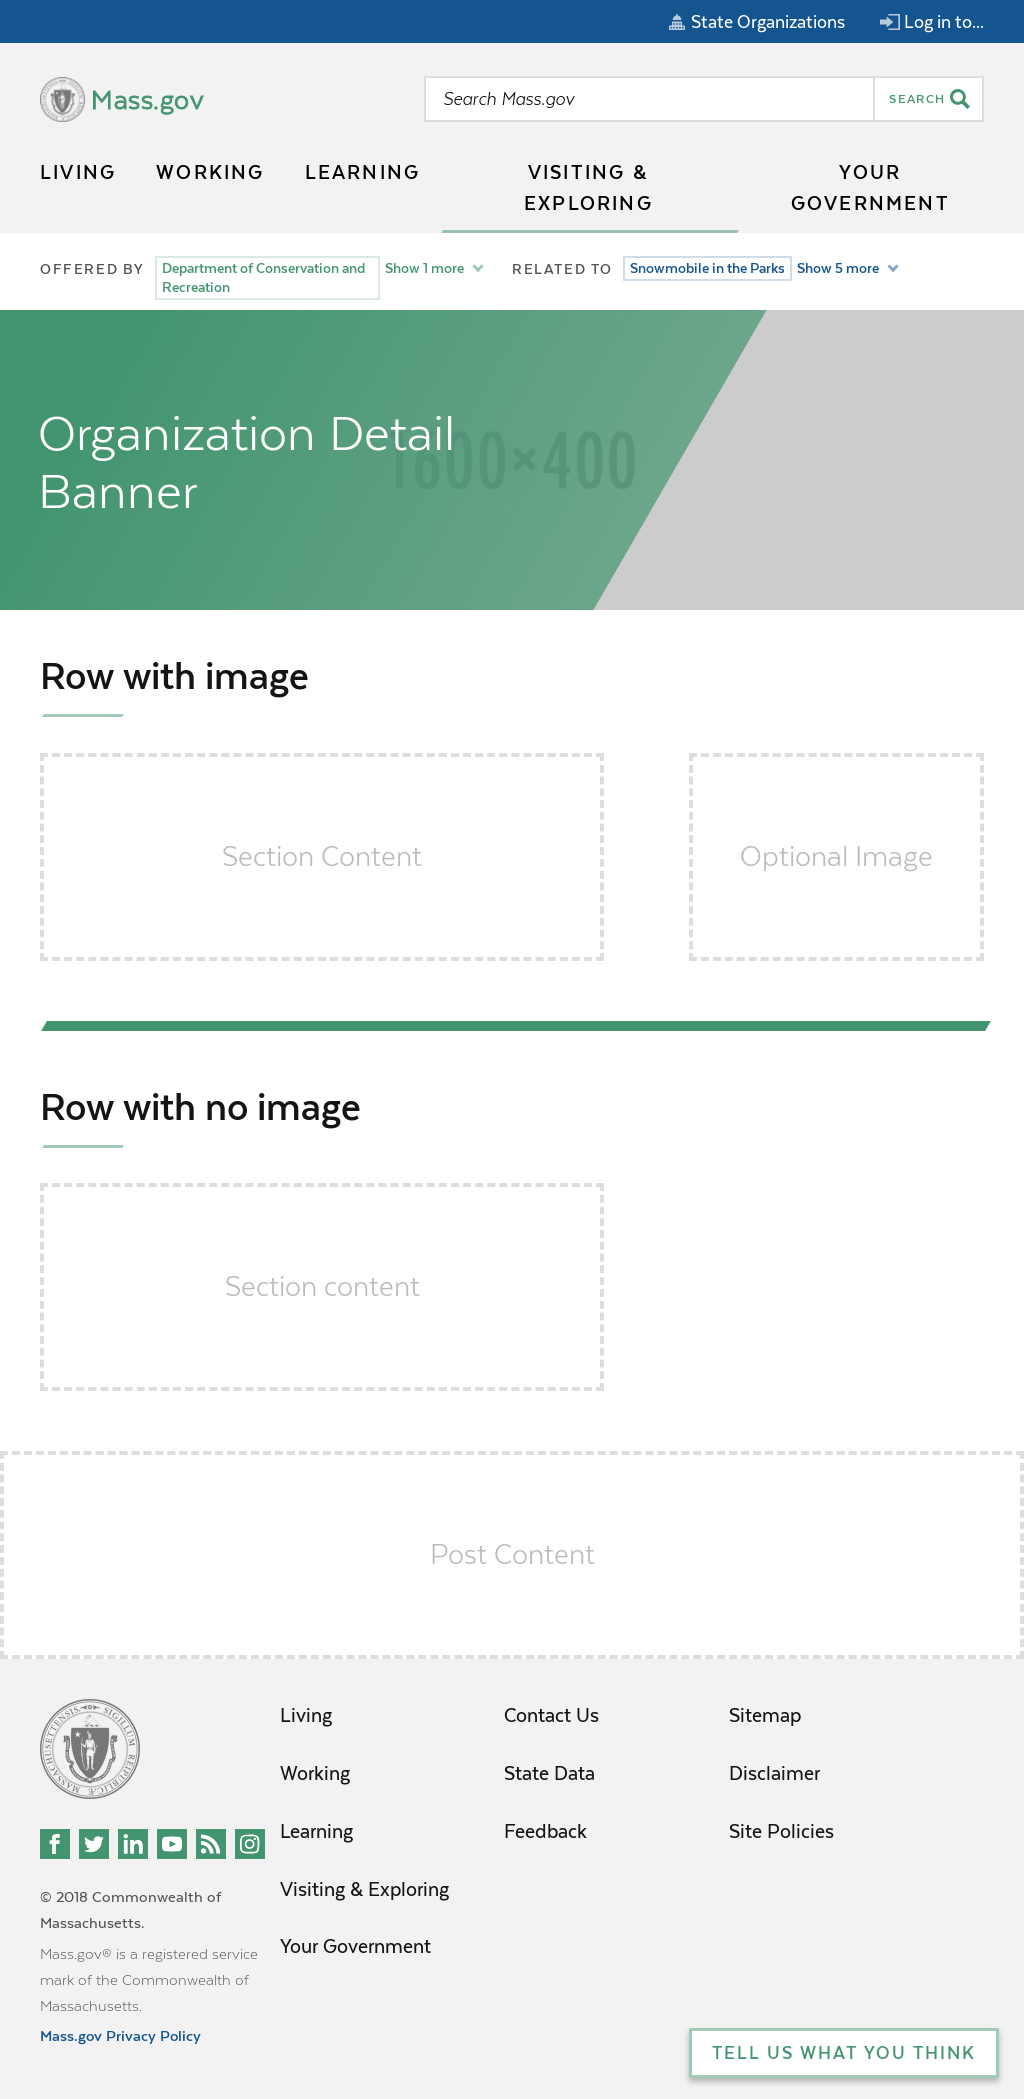 State Organizations
Log in to...
Mass.gov
Search Mass.gov
SEARCH
LIVING
WORKING
LEARNING
VISITING &
EXPLORING
YOUR
GOVERNMENT
OFFERED BY
Department of Conservation and
Recreation
Show 1 more
RELATED TO
Snowmobile in the Parks
Show 5 more
Organization Detail
Banner
1600×400
Row with image
Section Content
Optional Image
Row with no image
Section content
Post Content
Living
Working
Learning
Visiting & Exploring
Your Government
Contact Us
State Data
Feedback
Sitemap
Disclaimer
Site Policies
© 2018 Commonwealth of
Massachusetts.
Mass.gov® is a registered service
mark of the Commonwealth of
Massachusetts.
Mass.gov Privacy Policy
TELL US WHAT YOU THINK